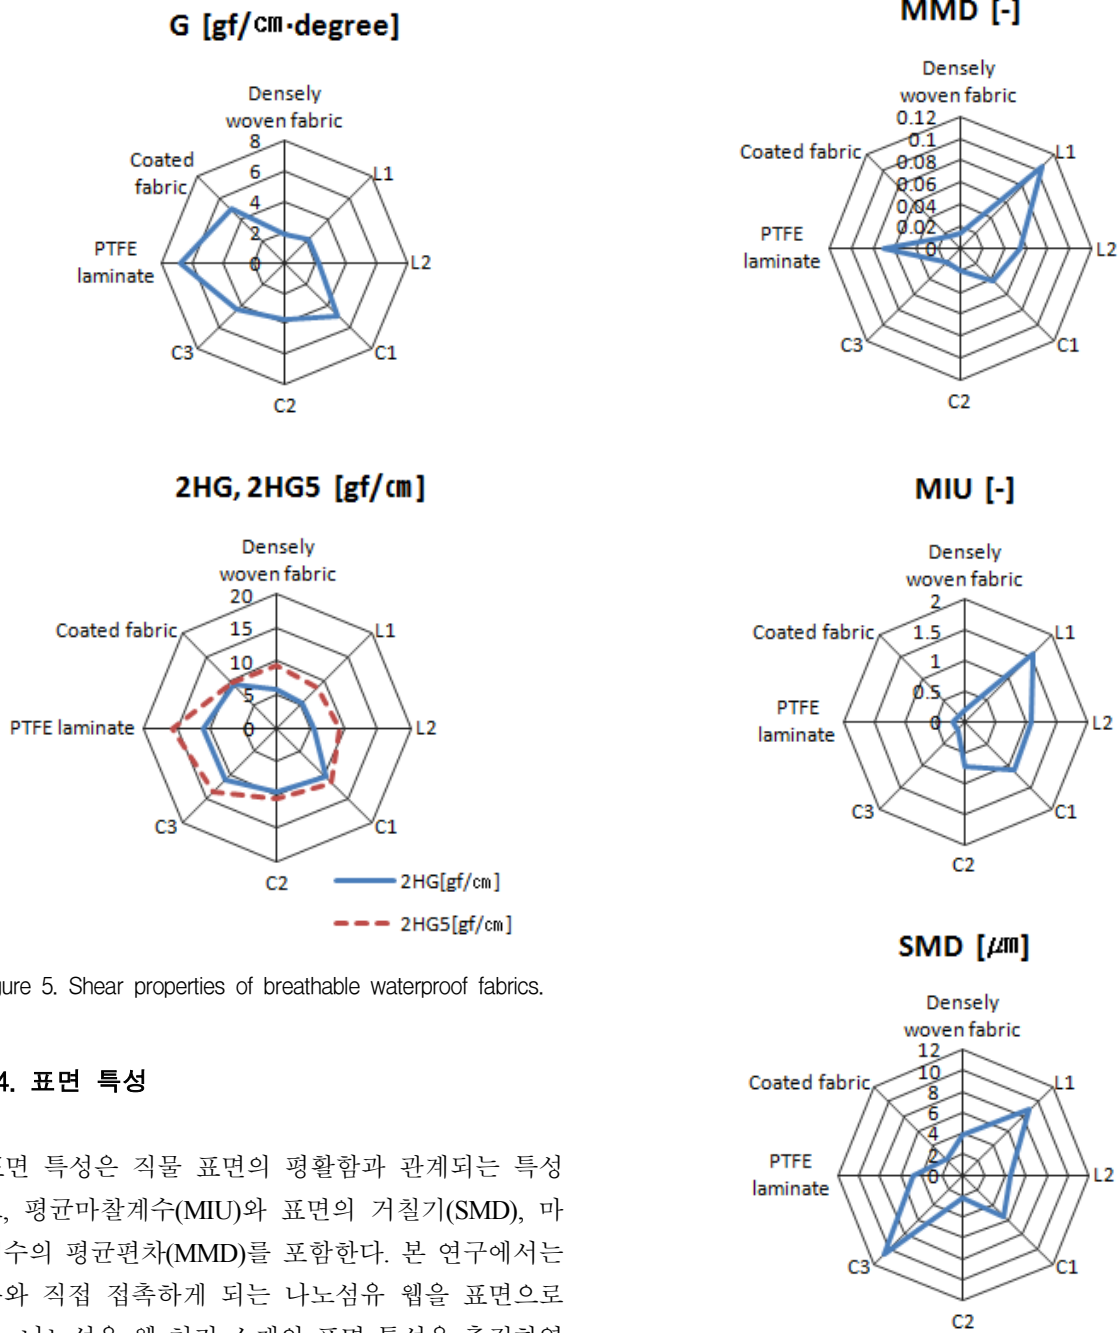 G [gf/㎝·degree]
Densely
woven fabric
8
6
4
2
0
L1
L2
C1
C2
C3
PTFE
laminate
Coated
fabric
2HG, 2HG5 [gf/㎝]
Densely
woven fabric
20
15
10
5
0
L1
L2
C1
C2
C3
PTFE laminate
Coated fabric
2HG[gf/㎝]
2HG5[gf/㎝]
gure 5. Shear properties of breathable waterproof fabrics.
4. 표면 특성
표면 특성은 직물 표면의 평활함과 관계되는 특성
, 평균마찰계수(MIU)와 표면의 거칠기(SMD), 마
수의 평균편차(MMD)를 포함한다. 본 연구에서는
와 직접 접촉하게 되는 나노섬유 웹을 표면으로
MMD [-]
Densely
woven fabric
0.12
0.1
0.08
0.06
0.04
0.02
0
L1
L2
C1
C2
C3
PTFE
laminate
Coated fabric
MIU [-]
Densely
woven fabric
2
1.5
1
0.5
0
L1
L2
C1
C2
C3
PTFE
laminate
Coated fabric
SMD [㎛]
Densely
woven fabric
12
10
8
6
4
2
0
L1
L2
C1
C2
C3
PTFE
laminate
Coated fabric